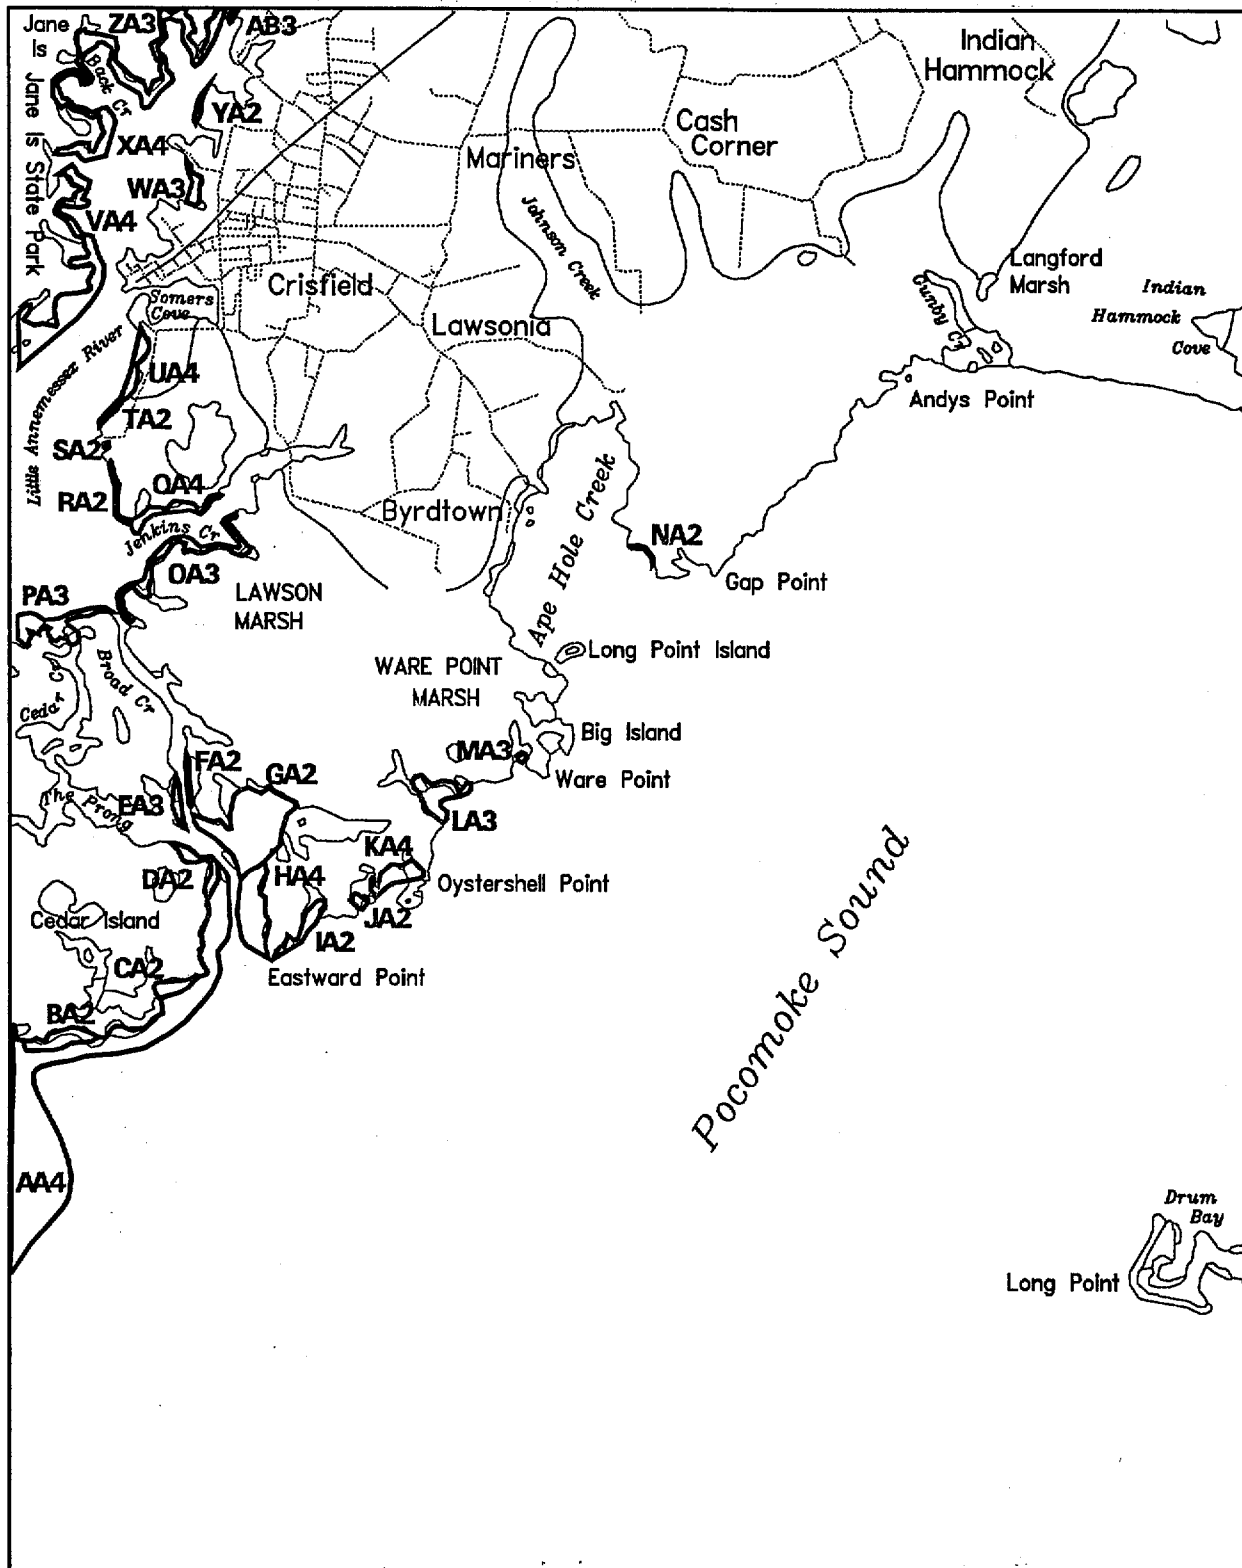 Jane
Is
ZA3
AB3
Indian
Hammock
Back Cr
Jane Is State Park
YA2
Cash
Corner
XA4
Mariners
WA3
VA4
Johnson Creek
Langford
Marsh
Gunby Cr
Indian
Hammock
Cove
Crisfield
Somers
Cove
Lawsonia
Little Annemessex River
UA4
Andys Point
TA2
SA2
QA4
RA2
Byrdtown
Jenkins Cr
Ape Hole Creek
NA2
OA3
Gap Point
PA3
LAWSON
MARSH
Long Point Island
WARE POINT
MARSH
Cedar Cr
Broad Cr
Big Island
MA3
Ware Point
FA2
GA2
The Prong
EA3
LA3
KA4
DA2
HA4
Oystershell Point
JA2
Cedar Island
IA2
CA2
Eastward Point
BA2
Pocomoke Sound
AA4
Drum
Bay
Long Point